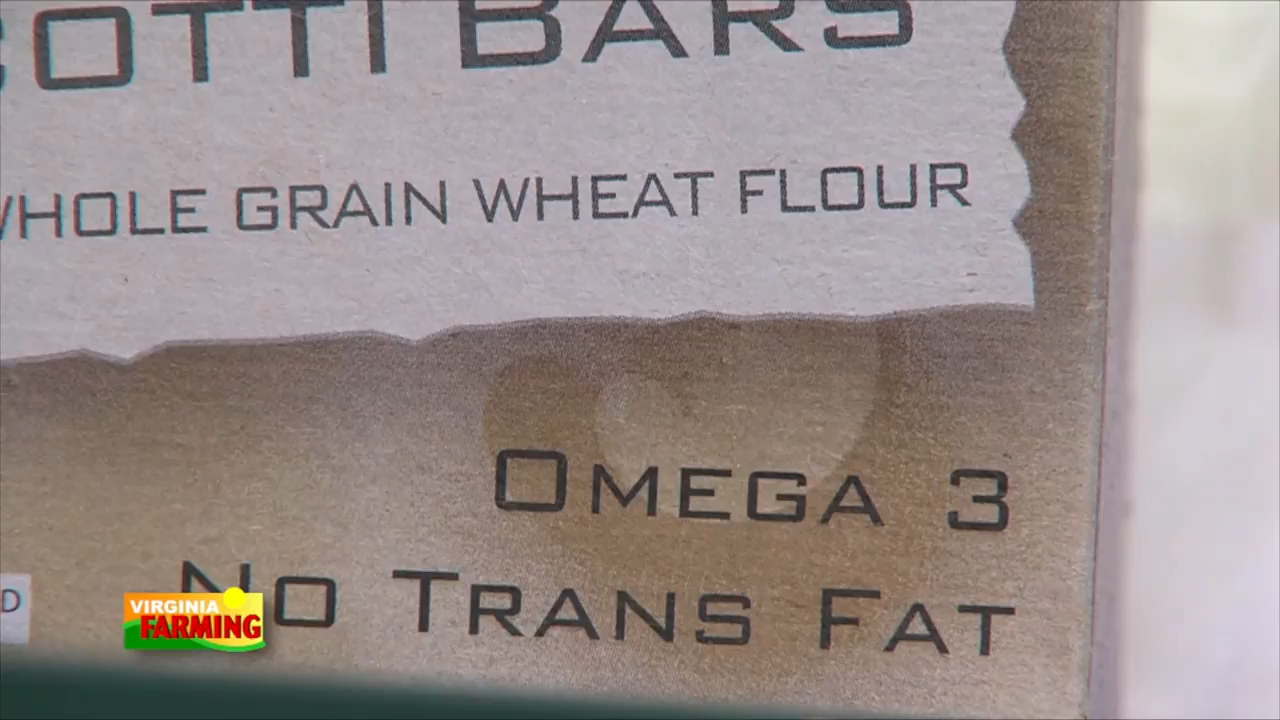 OTTI BARS
WHOLE GRAIN WHEAT FLOUR
OMEGA 3
NO TRANS FAT
D
VIRGINIA
FARMING